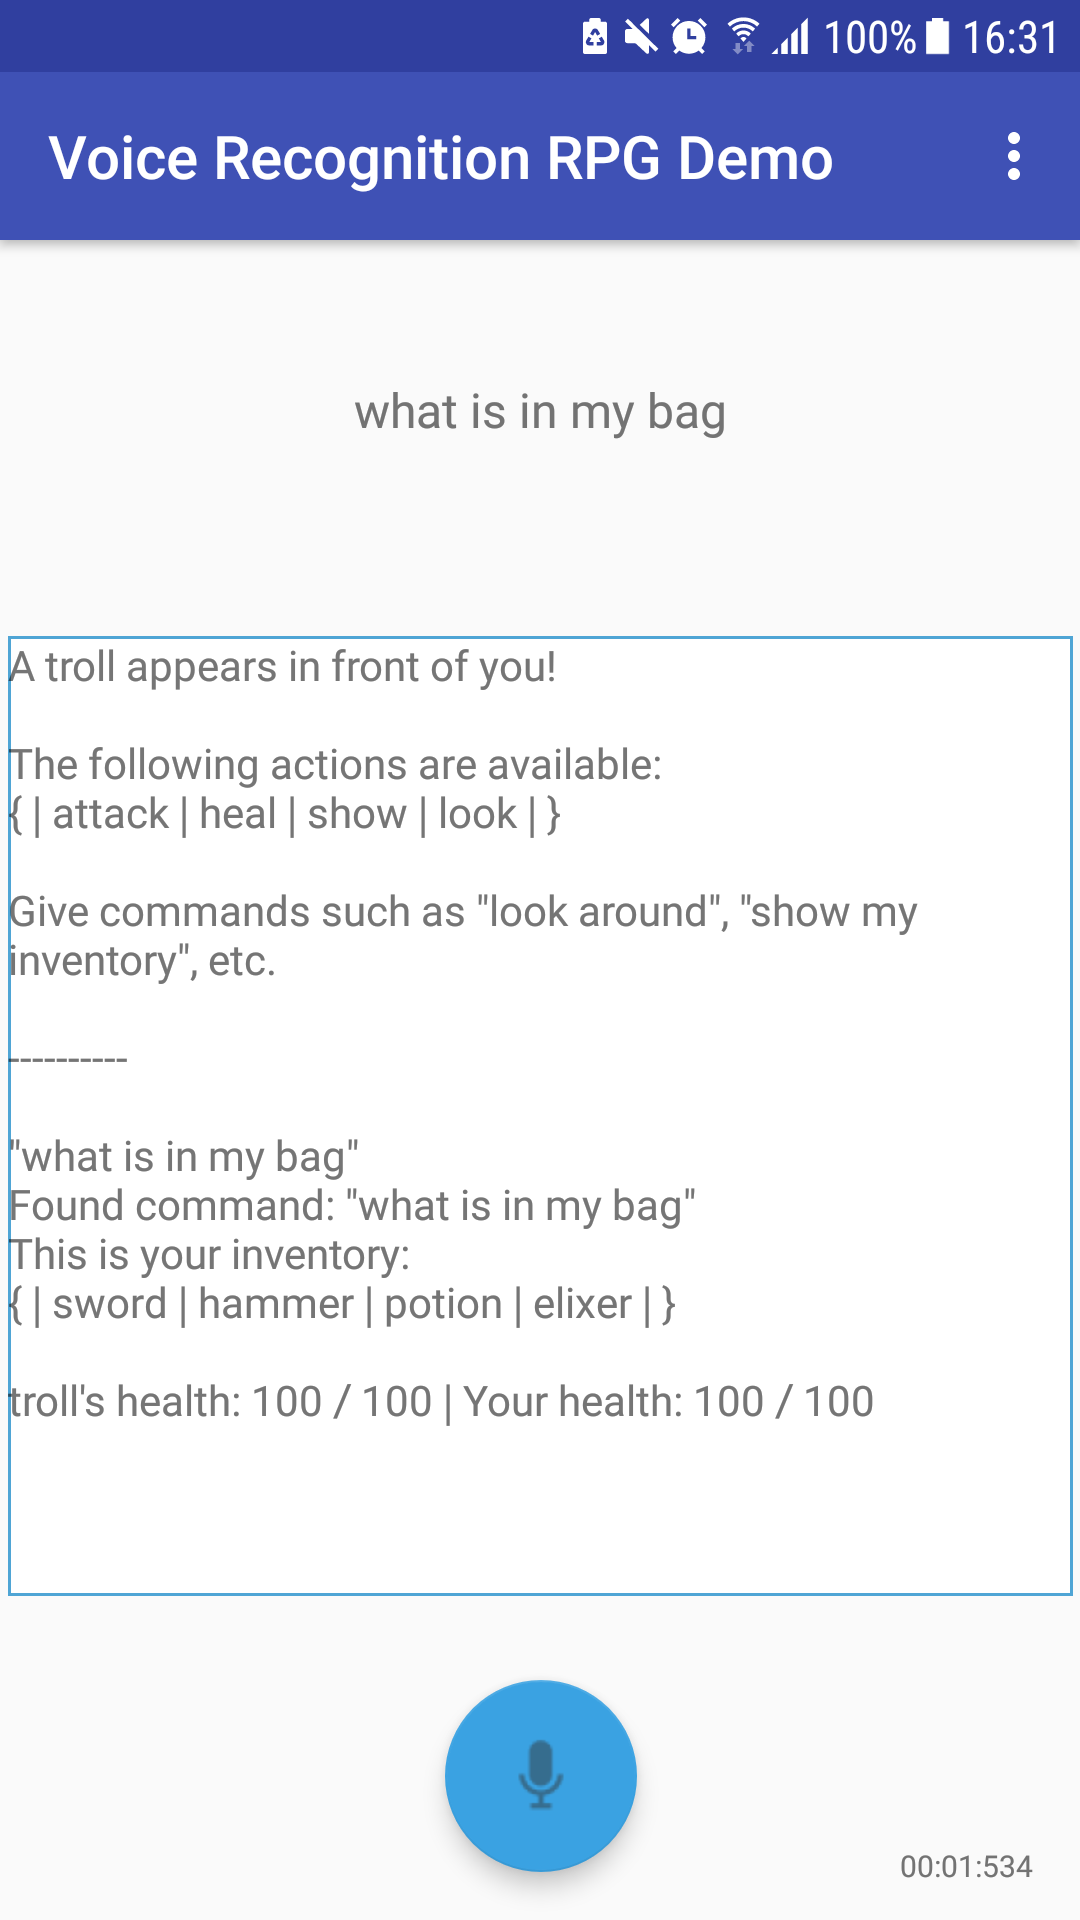 100% 16:31
Voice Recognition RPG Demo
what is in my bag
A troll appears in front of you!
The following actions are available:
{ | attack | heal | show | look | }
Give commands such as "look around", "show my
inventory", etc.
----------
"what is in my bag"
Found command: "what is in my bag"
This is your inventory:
{ | sword | hammer | potion | elixer | }
troll's health: 100 / 100 | Your health: 100 / 100
00:01:534